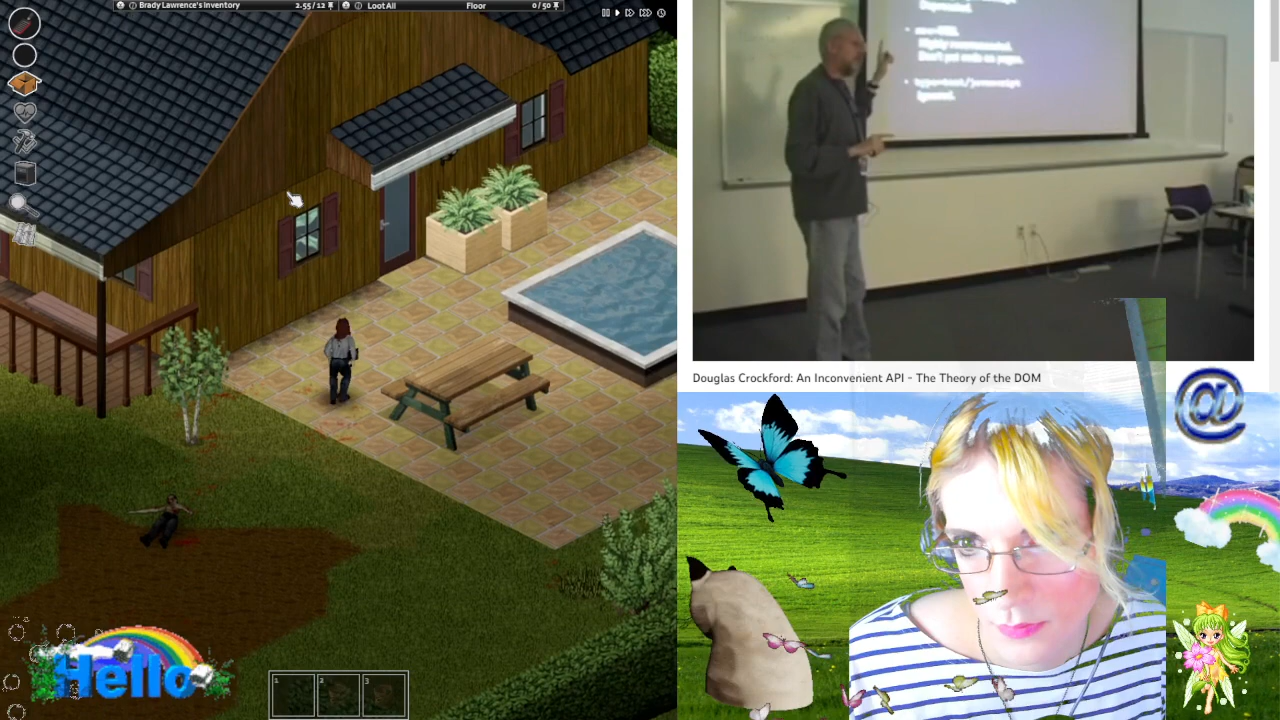 Brady Lawrence's Inventory
2.55 / 12
Loot All
Floor
0 / 50
Douglas Crockford: An Inconvenient API - The Theory of the DOM
@
Hello
1
2
3